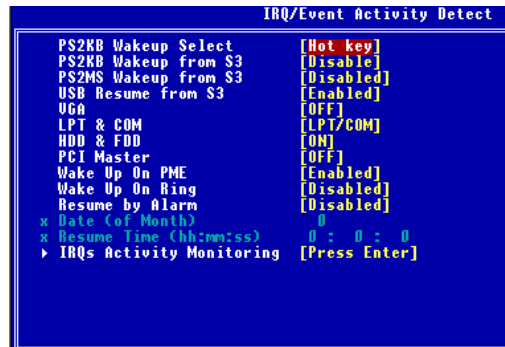 IRQ/Event Activity Detect
PS2KB Wakeup Select [Hot key]
PS2KB Wakeup from S3 [Disable]
PS2MS Wakeup from S3 [Disabled]
USB Resume from S3 [Enabled]
VGA [OFF]
LPT & COM [LPT/COM]
HDD & FDD [ON]
PCI Master [OFF]
Wake Up On PME [Enabled]
Wake Up On Ring [Disabled]
Resume by Alarm [Disabled]
x Date (of Month) 0
x Resume Time (hh:mm:ss) 0 : 0 : 0
▸ IRQs Activity Monitoring [Press Enter]